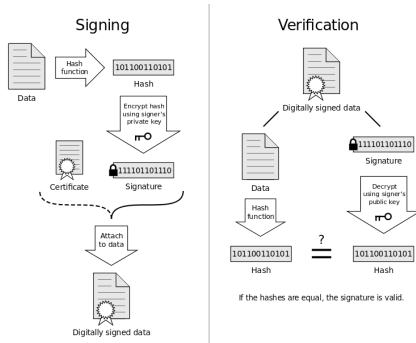 Signing
Hash
function
101100110101
Hash
Data
Encrypt hash
using signer's
private key
111101101110
Certificate
Signature
Attach
to data
Digitally signed data
Verification
Digitally signed data
111101101110
Signature
Data
Decrypt
using signer's
public key
Hash
function
?
101100110101
=
101100110101
Hash
Hash
If the hashes are equal, the signature is valid.